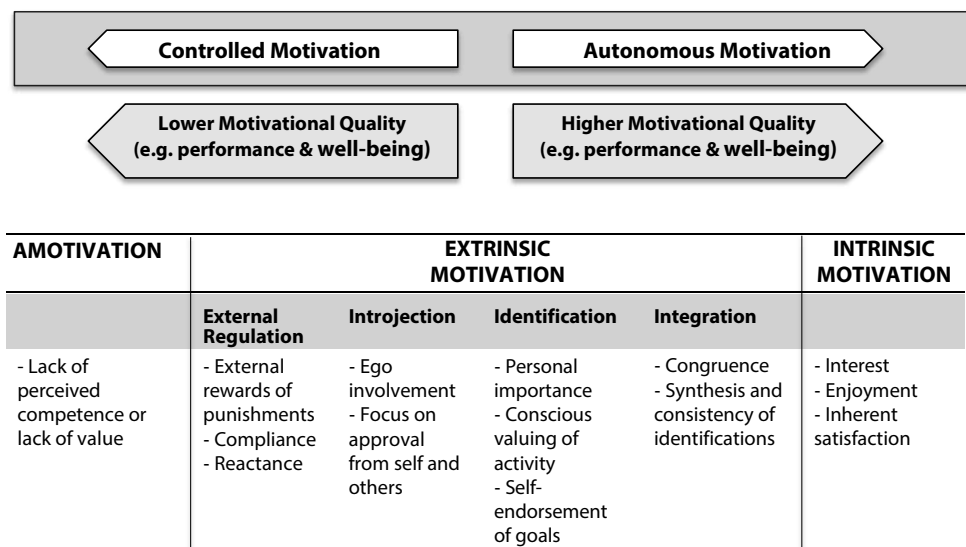 Controlled Motivation
Autonomous Motivation
Lower Motivational Quality
(e.g. performance & well-being)
Higher Motivational Quality
(e.g. performance & well-being)
AMOTIVATION
EXTRINSIC
MOTIVATION
INTRINSIC
MOTIVATION
External
Regulation
Introjection
Identification
Integration
- Lack of
perceived
competence or
lack of value
- External
rewards of
punishments
- Compliance
- Reactance
- Ego
involvement
- Focus on
approval
from self and
others
- Personal
importance
- Conscious
valuing of
activity
- Self-
endorsement
of goals
- Congruence
- Synthesis and
consistency of
identifications
- Interest
- Enjoyment
- Inherent
satisfaction